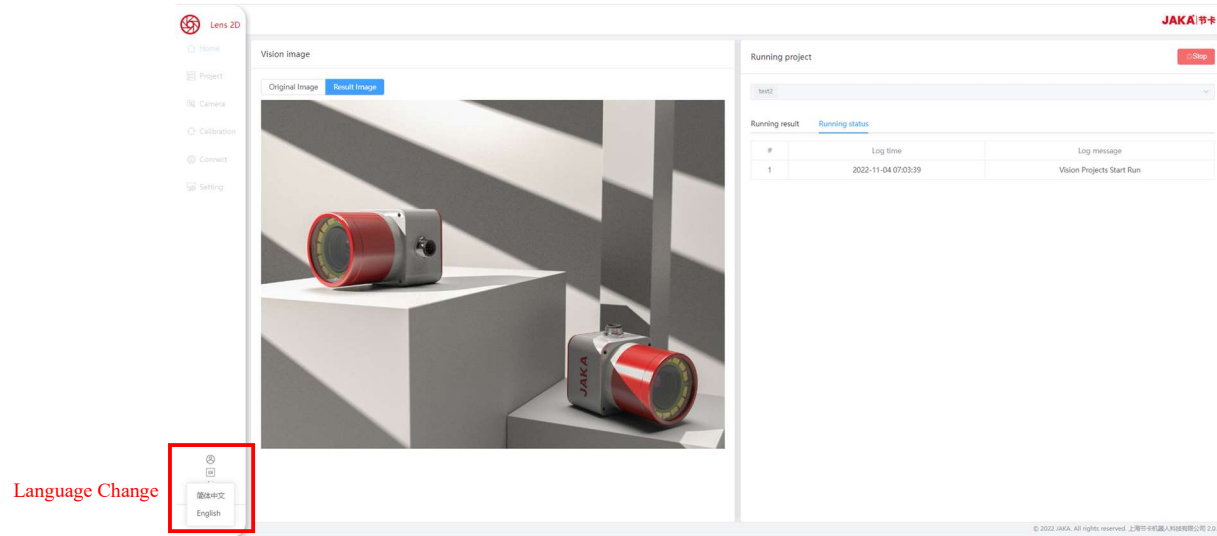 Lens 2D
JAKA 节卡
Home
Project
Camera
Calibration
Connect
Setting
Vision image
Original Image
Result Image
JAKA
Running project
Stop
test2
Running result
Running status
# Log time Log message
1 2022-11-04 07:03:39 Vision Projects Start Run
Language Change
简体中文
English
© 2022 JAKA. All rights reserved. 上海节卡机器人科技有限公司 2.0.